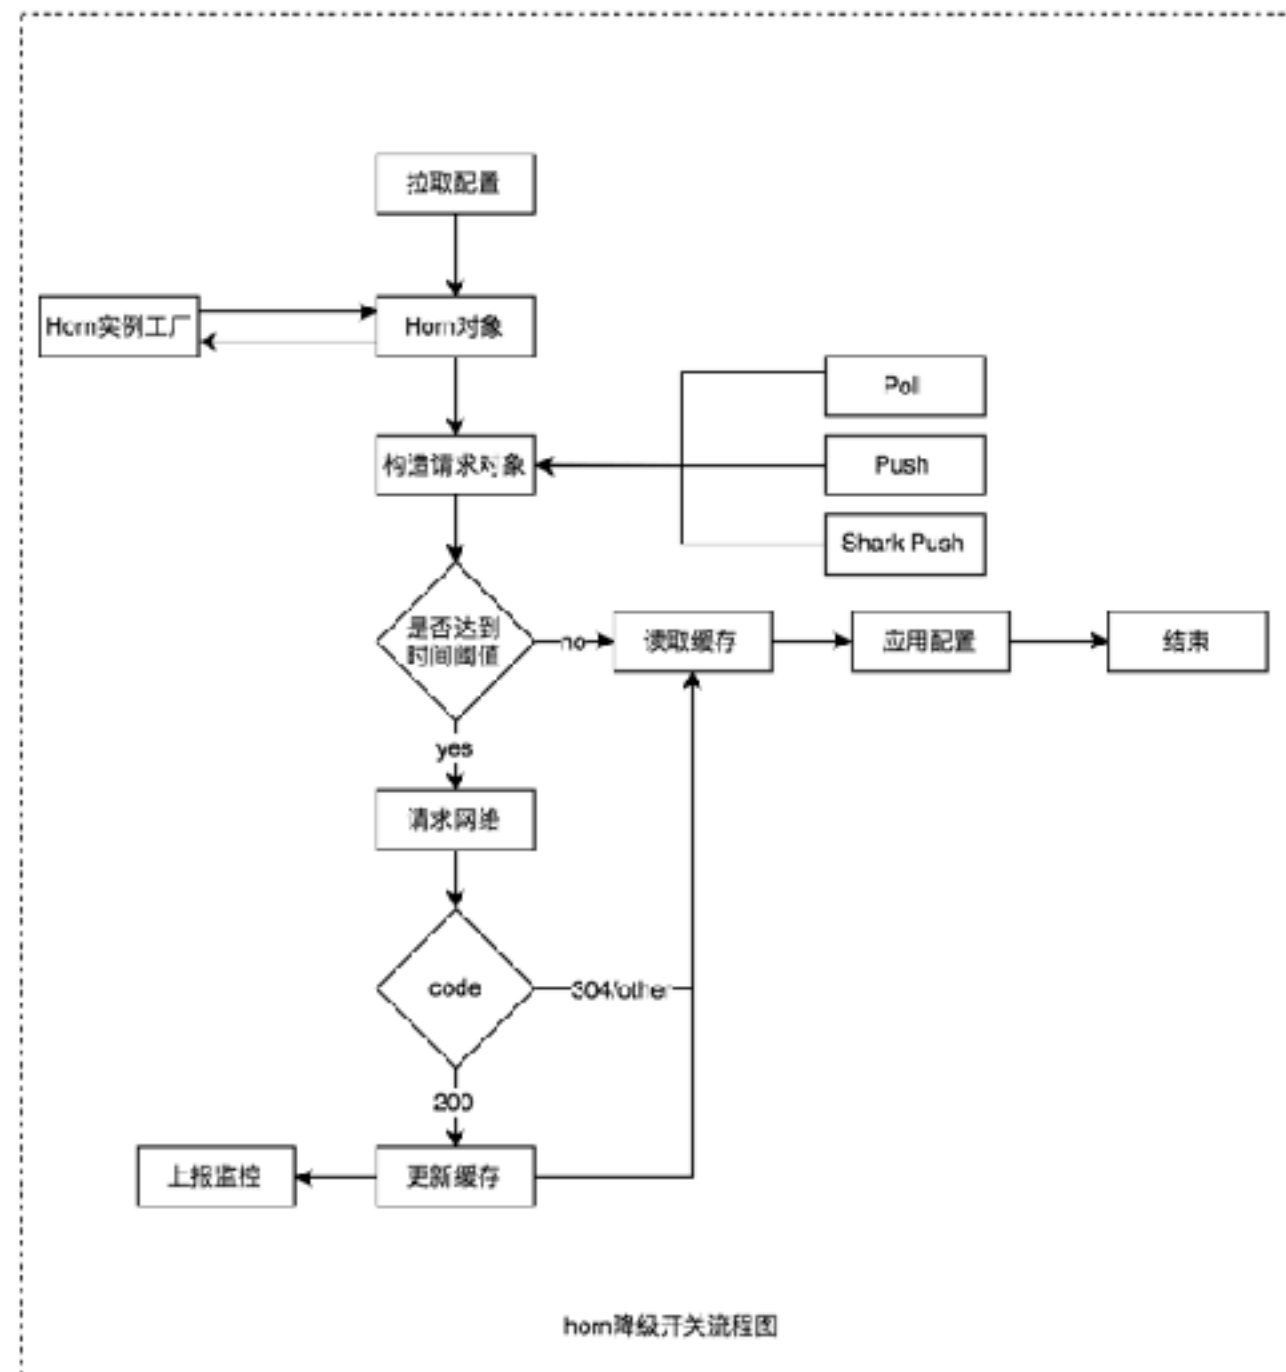 拉取配置
Horn实例工厂
Horn对象
Poll
构造请求对象
Push
Shark Push
是否达到
时间阈值
no
读取缓存
应用配置
结束
yes
请求网络
code
304/other
200
上报监控
更新缓存
horn降级开关流程图